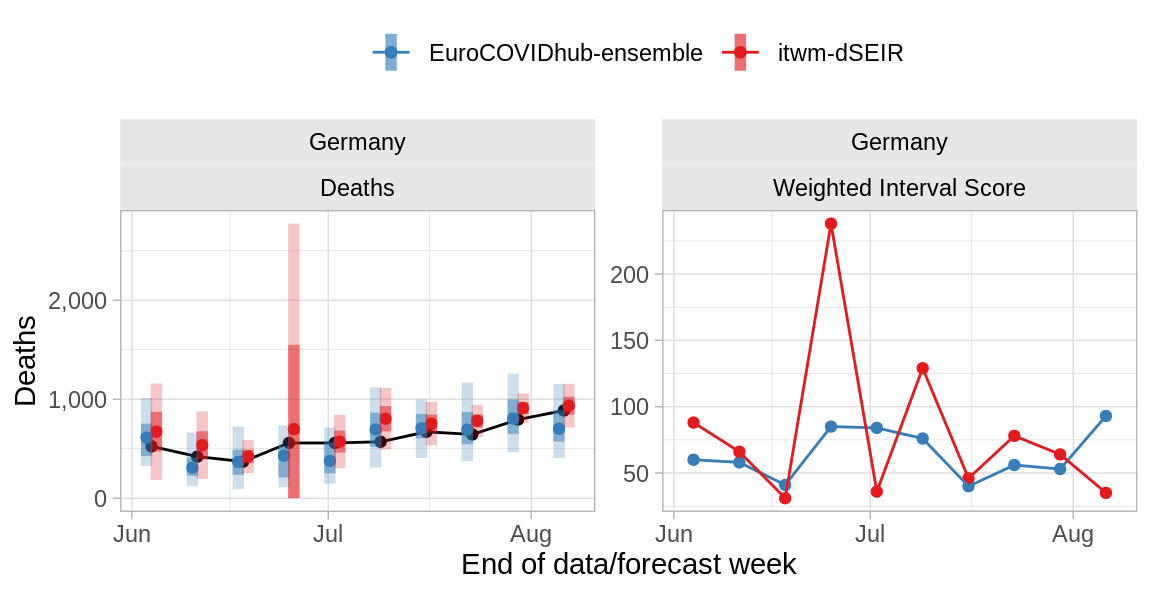 EuroCOVIDhub-ensemble itwm-dSEIR
Germany Germany
Deaths Weighted Interval Score
Deaths
2,000
1,000
0
200
150
100
50
Jun Jul Aug Jun Jul Aug
End of data/forecast week